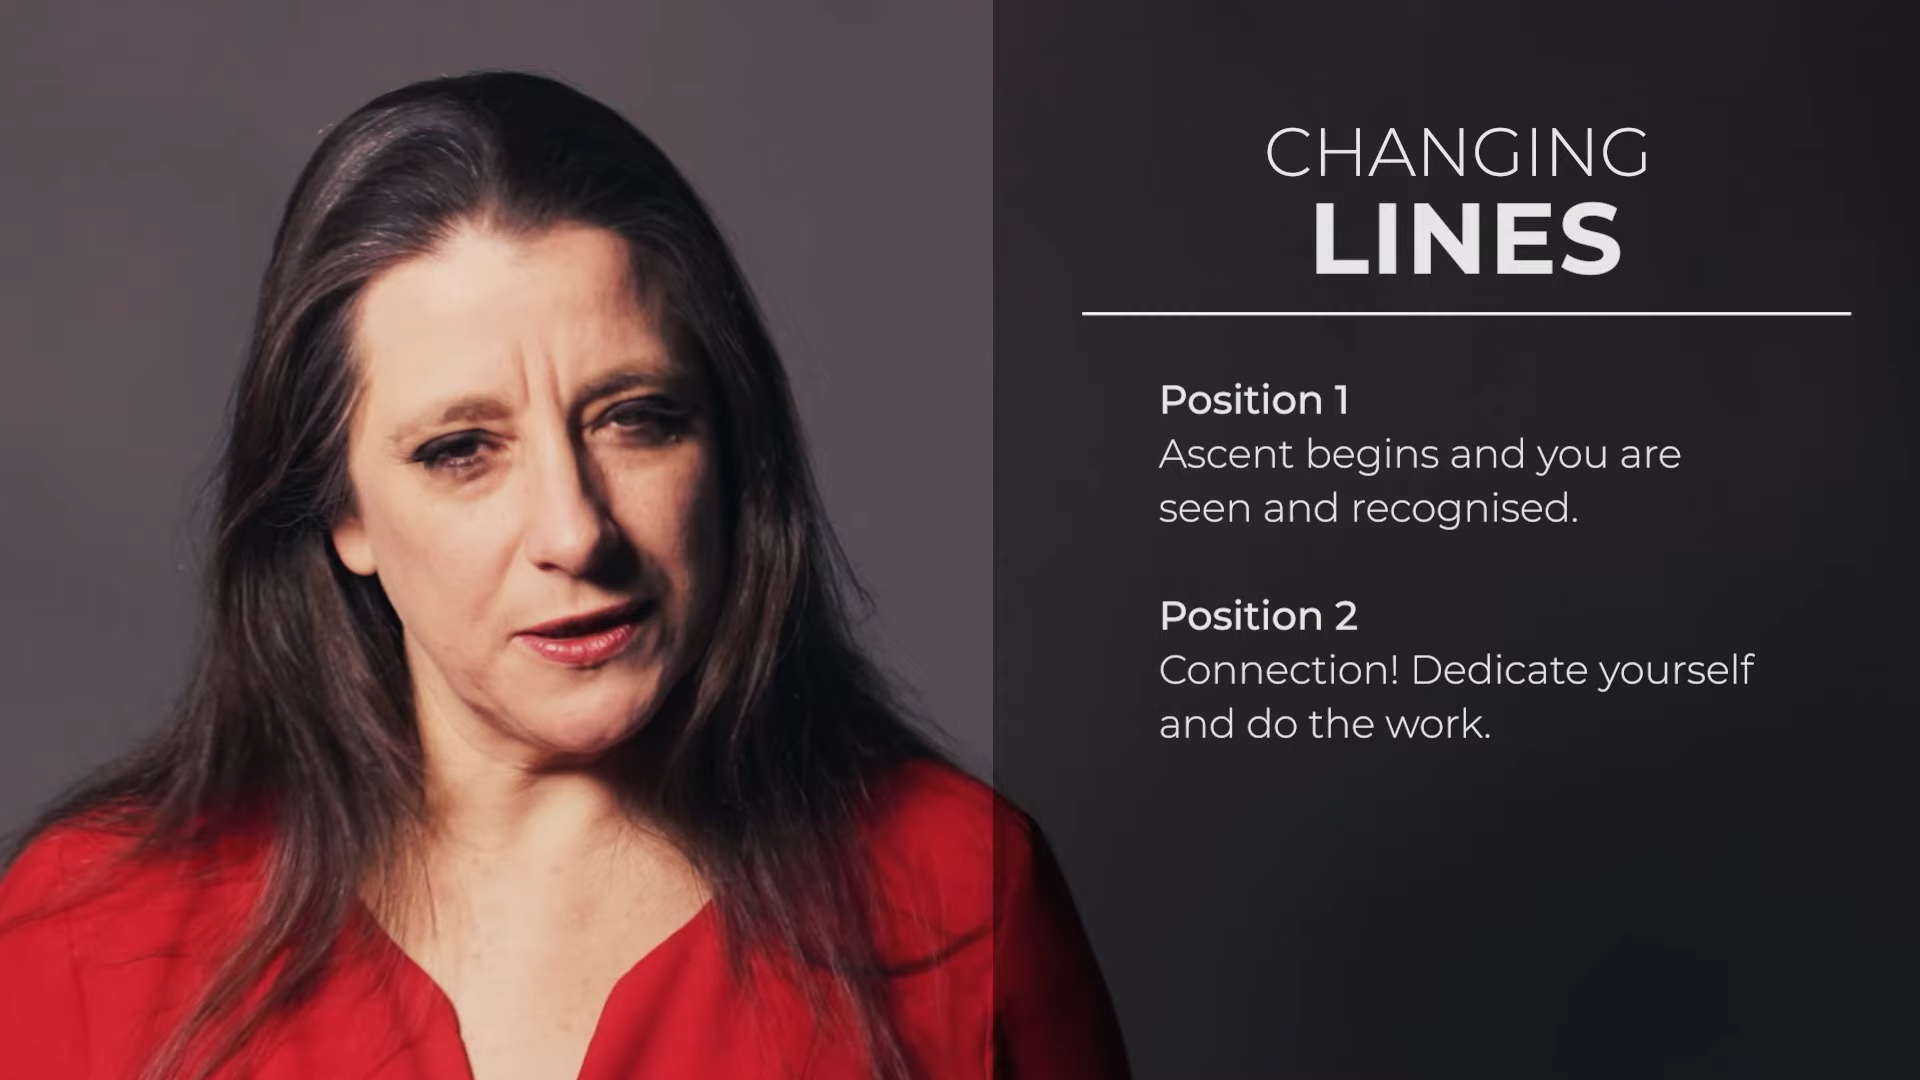 CHANGING
LINES
Position 1
Ascent begins and you are
seen and recognised.
Position 2
Connection! Dedicate yourself
and do the work.